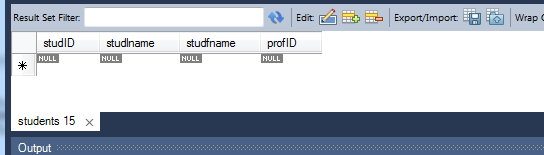 Result Set Filter: Edit: Export/Import: Wrap C
studID studlname studfname profID
NULL NULL NULL NULL
students 15
Output